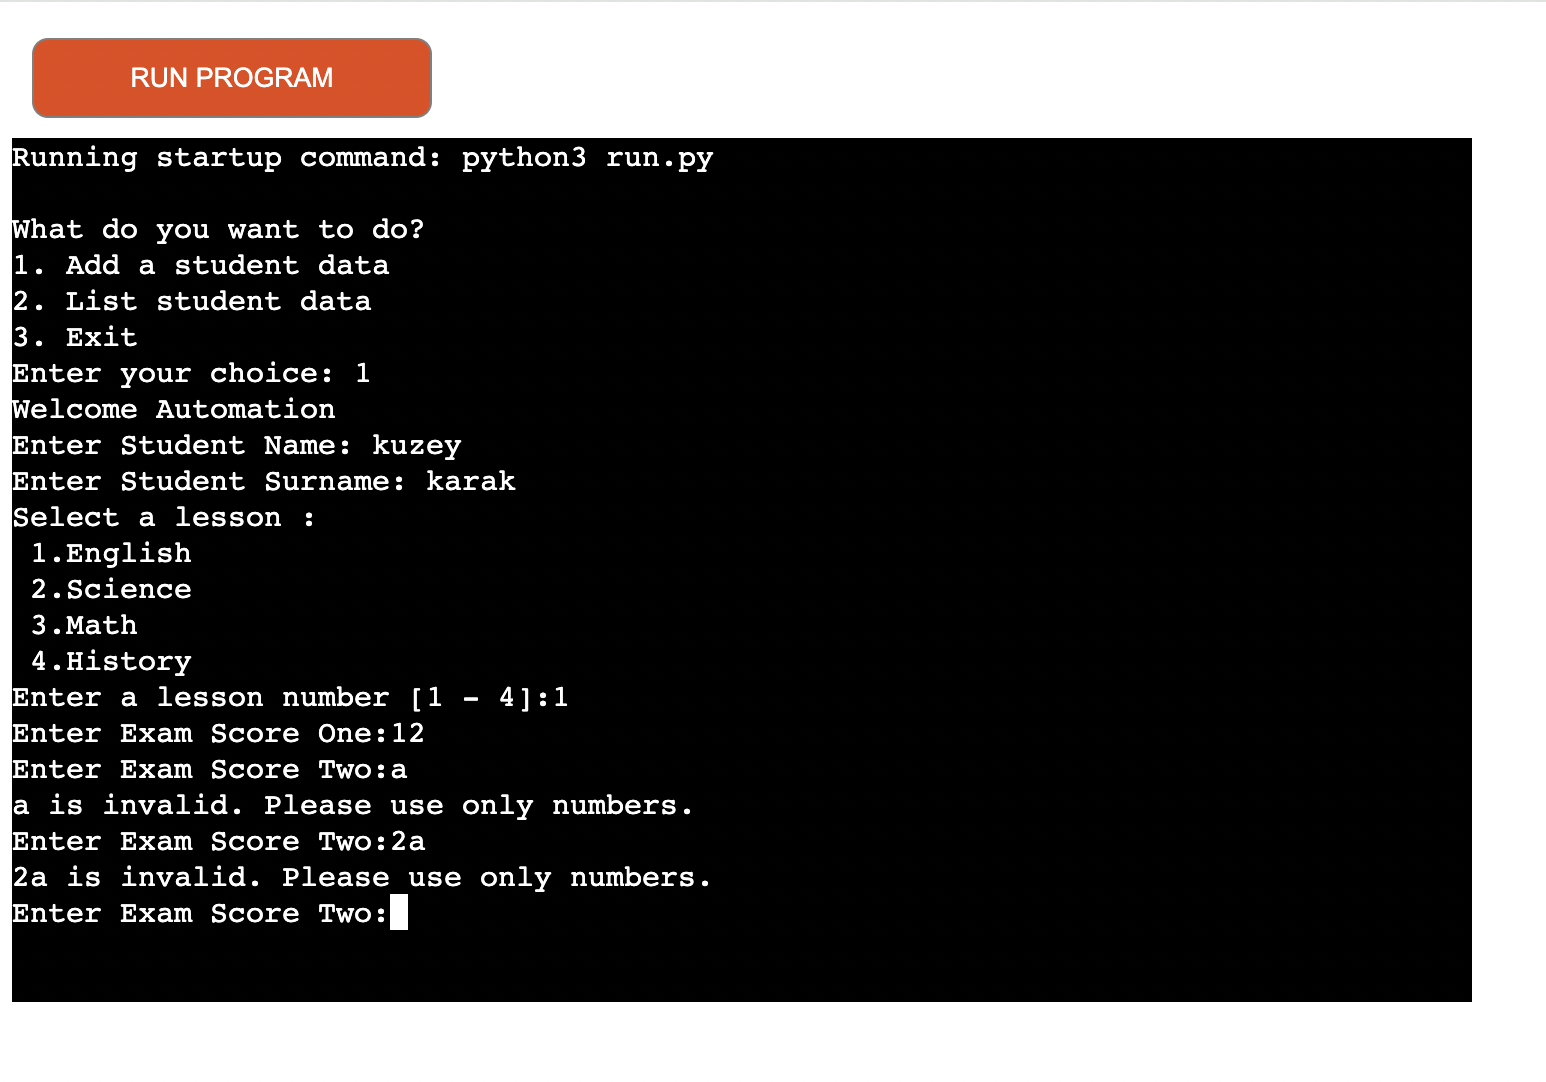 RUN PROGRAM
Running startup command: python3 run.py
What do you want to do?
1. Add a student data
2. List student data
3. Exit
Enter your choice: 1
Welcome Automation
Enter Student Name: kuzey
Enter Student Surname: karak
Select a lesson :
1.English
2.Science
3.Math
4.History
Enter a lesson number [1 - 4]:1
Enter Exam Score One:12
Enter Exam Score Two:a
a is invalid. Please use only numbers.
Enter Exam Score Two:2a
2a is invalid. Please use only numbers.
Enter Exam Score Two: